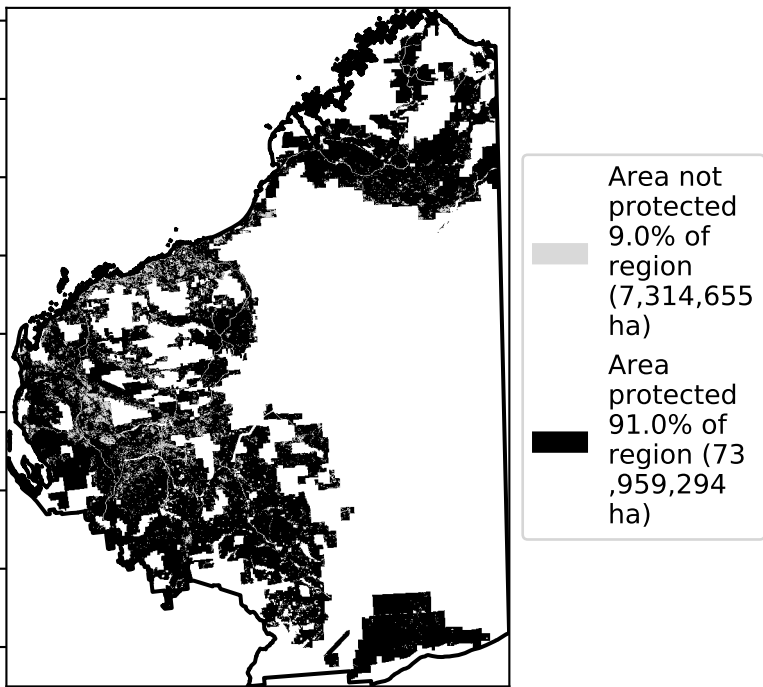 Area not
protected
9.0% of
region
(7,314,655
ha)
Area
protected
91.0% of
region (73
,959,294
ha)